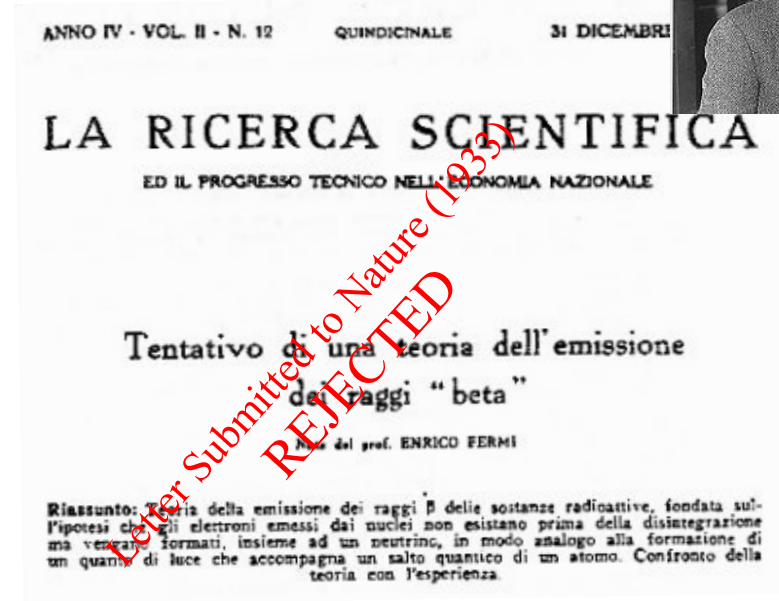 ANNO IV - VOL. II - N. 12 QUINDICINALE 31 DICEMBRE
LA RICERCA SCIENTIFICA
ED IL PROGRESSO TECNICO NELL'ECONOMIA NAZIONALE
Tentativo di una teoria dell'emissione
dei raggi "beta"
Nota del prof. ENRICO FERMI
Letter Submitted to Nature (1933)
REJECTED
Riassunto: Teoria della emissione dei raggi β delle sostanze radioattive, fondata sul-
l'ipotesi che gli elettroni emessi dai nuclei non esistano prima della disintegrazione
ma vengano formati, insieme ad un neutrino, in modo analogo alla formazione di
un quanto di luce che accompagna un salto quantico di un atomo. Confronto della
teoria con l'esperienza.